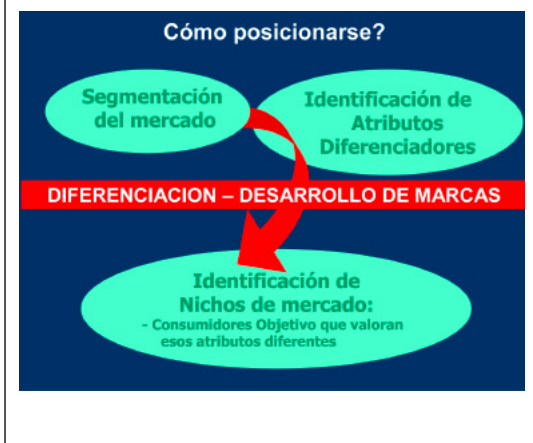 Cómo posicionarse?
Segmentación
del mercado
Identificación de
Atributos
Diferenciadores
DIFERENCIACION – DESARROLLO DE MARCAS
Identificación de
Nichos de mercado:
- Consumidores Objetivo que valoran
esos atributos diferentes